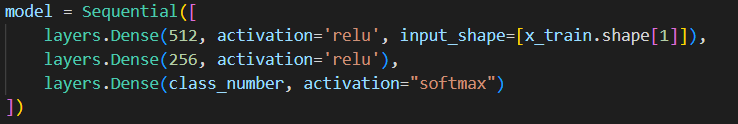 model = Sequential([
    layers.Dense(512, activation='relu', input_shape=[x_train.shape[1]]),
    layers.Dense(256, activation='relu'),
    layers.Dense(class_number, activation="softmax")
])